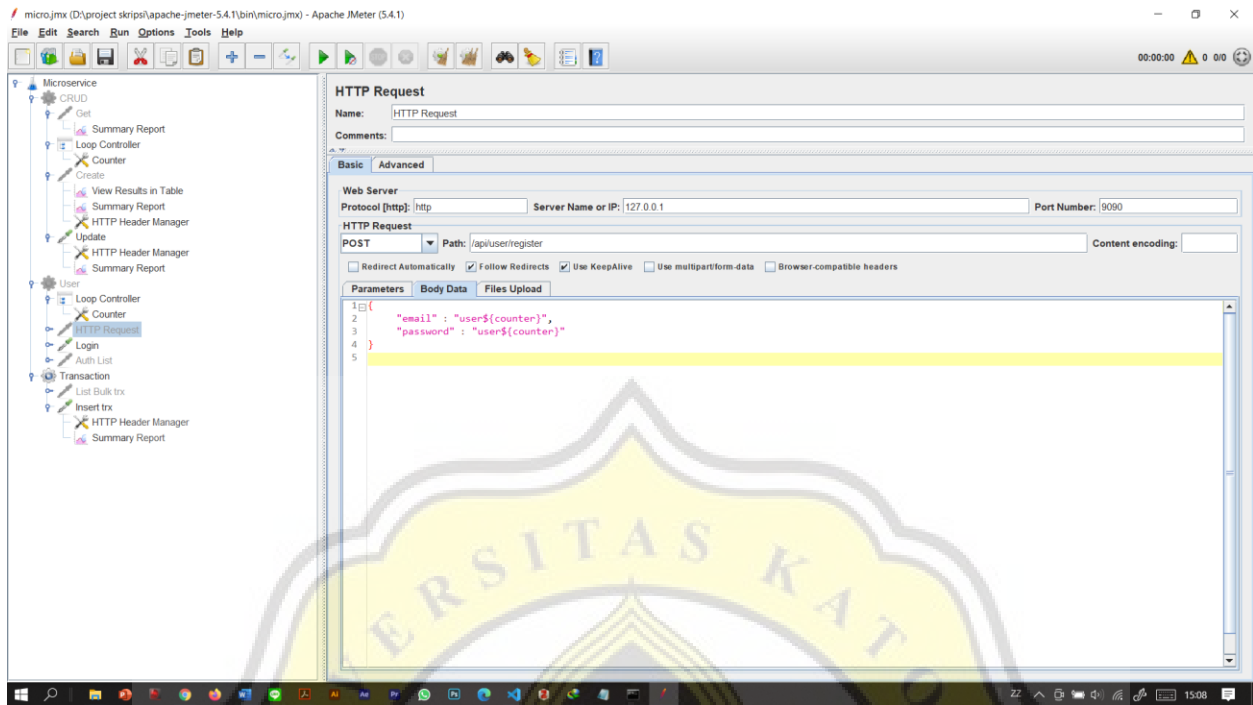 micro.jmx (D:\project skripsi\apache-jmeter-5.4.1\bin\micro.jmx) - Apache JMeter (5.4.1)
File Edit Search Run Options Tools Help
00:00:00 0 0/0
Microservice
CRUD
Get
Summary Report
Loop Controller
Counter
Create
View Results in Table
Summary Report
HTTP Header Manager
Update
HTTP Header Manager
Summary Report
User
Loop Controller
Counter
HTTP Request
Login
Auth List
Transaction
List Bulk trx
Insert trx
HTTP Header Manager
Summary Report
HTTP Request
Name: HTTP Request
Comments:
Basic Advanced
Web Server
Protocol [http]: http Server Name or IP: 127.0.0.1 Port Number: 9090
HTTP Request
POST Path: /api/user/register Content encoding:
Redirect Automatically Follow Redirects Use KeepAlive Use multipart/form-data Browser-compatible headers
Parameters Body Data Files Upload
1 {
2 "email" : "user${counter}",
3 "password" : "user${counter}"
4 }
5
ERSITAS KATO
15:08